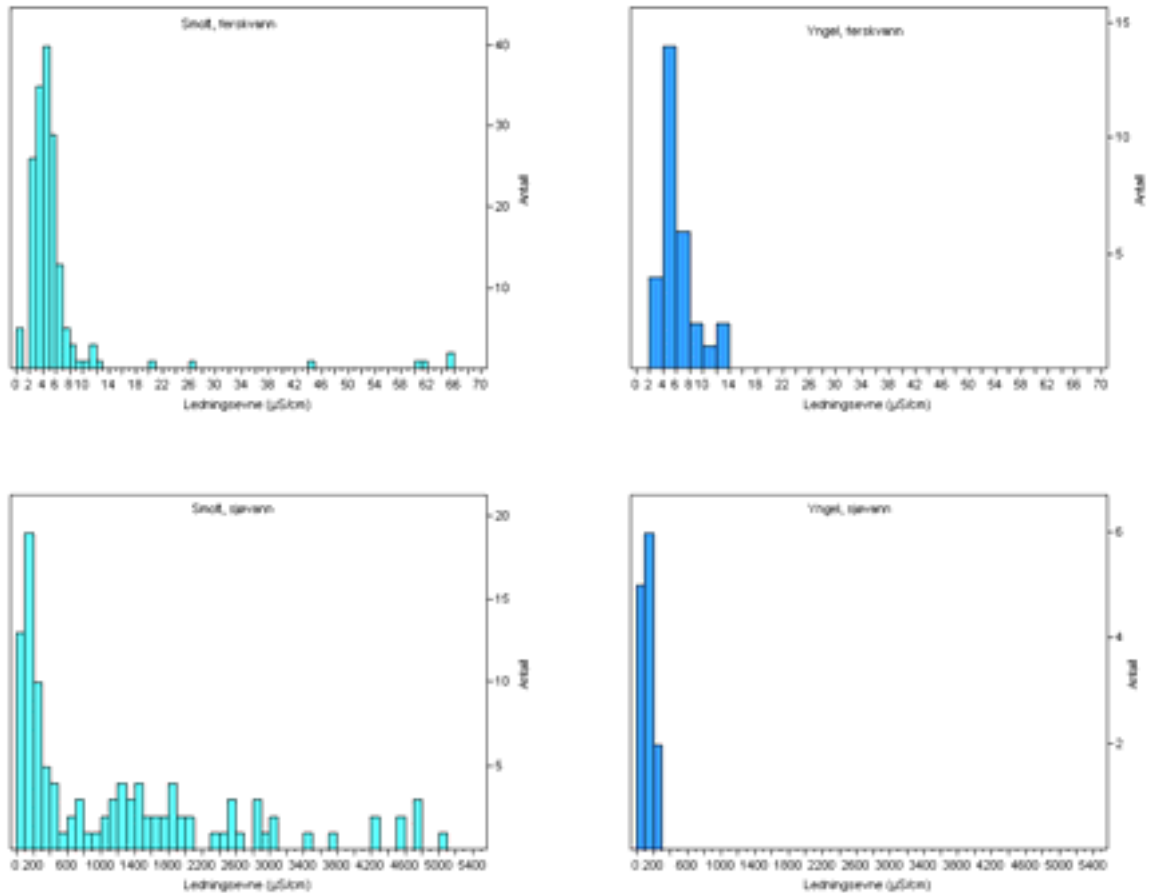 Smolt, ferskvann
40
30
20
10
Antall
0 2 4 6 8 10 14 18 22 26 30 34 38 42 46 50 54 58 62 66 70
Ledningsevne (µS/cm)
Yngel, ferskvann
15
10
5
Antall
0 2 4 6 8 10 14 18 22 26 30 34 38 42 46 50 54 58 62 66 70
Ledningsevne (µS/cm)
Smolt, sjøvann
20
15
10
5
Antall
0 200 600 1000 1400 1800 2200 2600 3000 3400 3800 4200 4600 5000 5400
Ledningsevne (µS/cm)
Yngel, sjøvann
6
4
2
Antall
0 200 600 1000 1400 1800 2200 2600 3000 3400 3800 4200 4600 5000 5400
Ledningsevne (µS/cm)